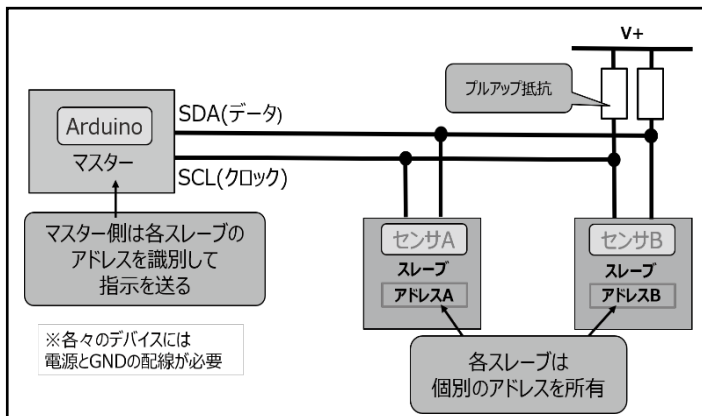 V+
プルアップ抵抗
Arduino
マスター
SDA(データ)
SCL(クロック)
マスター側は各スレーブの
アドレスを識別して
指示を送る
センサA
スレーブ
アドレスA
センサB
スレーブ
アドレスB
※各々のデバイスには
電源とGNDの配線が必要
各スレーブは
個別のアドレスを所有